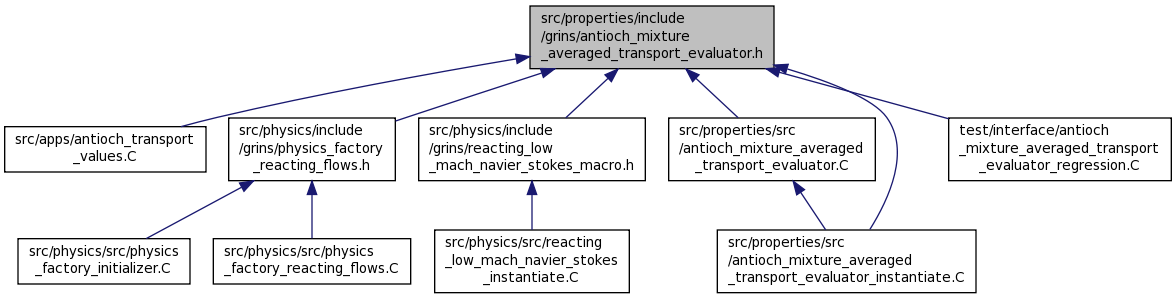 src/properties/include
/grins/antioch_mixture
_averaged_transport_evaluator.h
src/apps/antioch_transport
_values.C
src/physics/include
/grins/physics_factory
_reacting_flows.h
src/physics/include
/grins/reacting_low
_mach_navier_stokes_macro.h
src/properties/src
/antioch_mixture_averaged
_transport_evaluator.C
test/interface/antioch
_mixture_averaged_transport
_evaluator_regression.C
src/physics/src/physics
_factory_initializer.C
src/physics/src/physics
_factory_reacting_flows.C
src/physics/src/reacting
_low_mach_navier_stokes
_instantiate.C
src/properties/src
/antioch_mixture_averaged
_transport_evaluator_instantiate.C